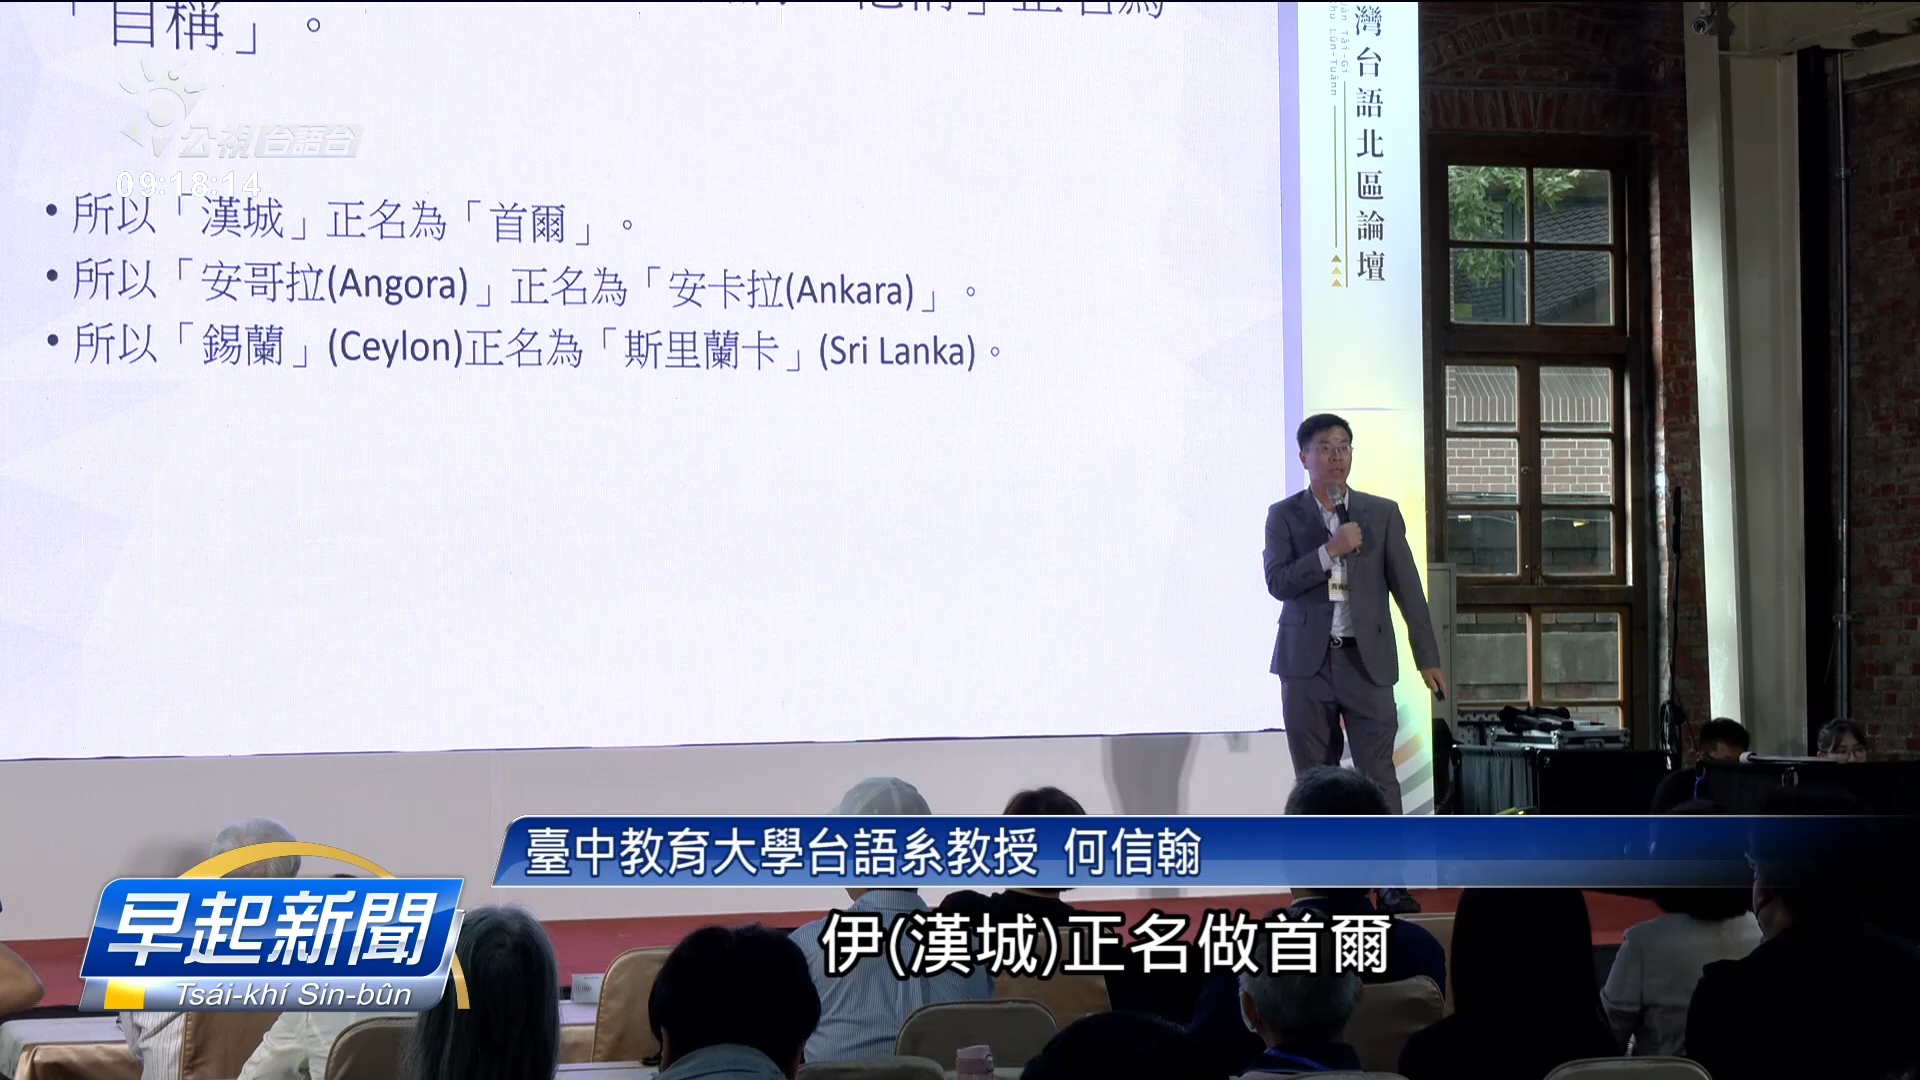 「自稱」。
正名為
公視台語台
09:18:14
• 所以「漢城」正名為「首爾」。
• 所以「安哥拉(Angora)」正名為「安卡拉(Ankara)」。
• 所以「錫蘭」(Ceylon)正名為「斯里蘭卡」(Sri Lanka)。
灣台語北區論壇
臺中教育大學台語系教授 何信翰
伊(漢城)正名做首爾
早起新聞
Tsái-khí Sin-bûn